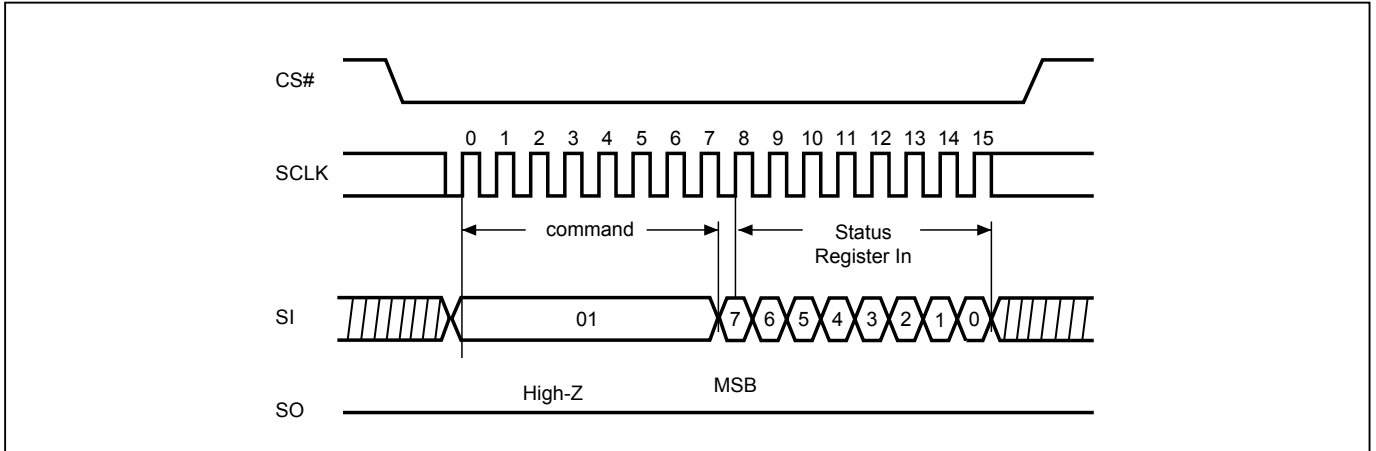 CS#
0 1 2 3 4 5 6 7 8 9 10 11 12 13 14 15
SCLK
command
Status
Register In
SI
01
7 6 5 4 3 2 1 0
High-Z
MSB
SO